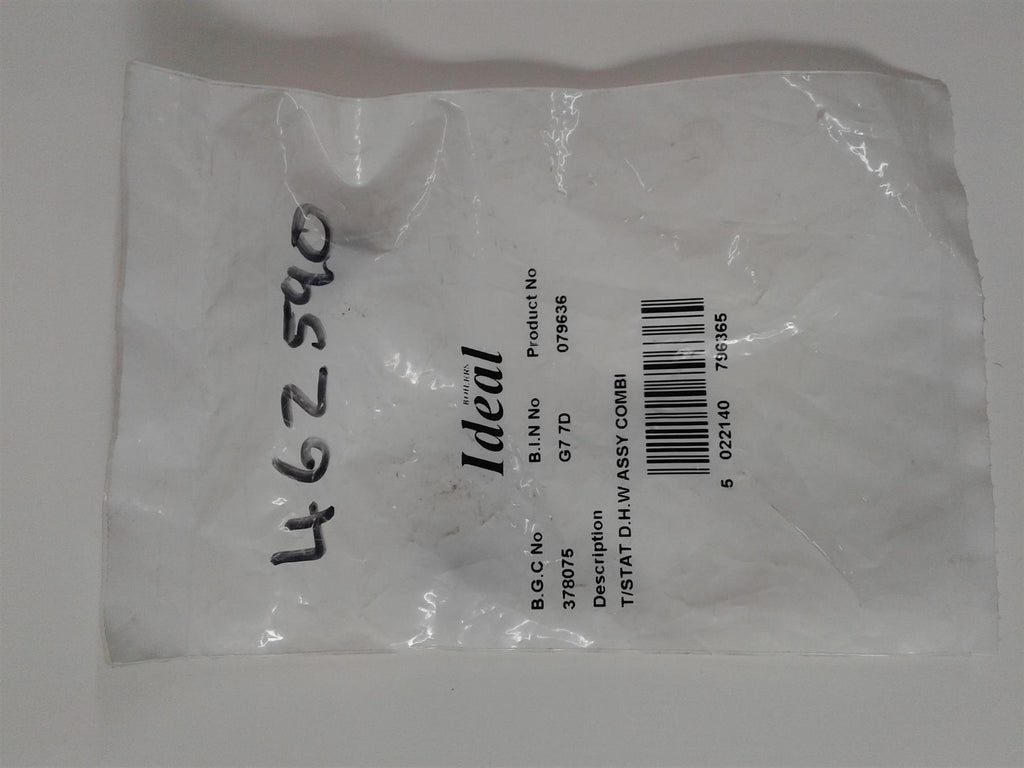 462590
BOILERS
Ideal
B.G.C No B.I.N No Product No
378075 G7 7D 079636
Description
T/STAT D.H.W ASSY COMBI
5 022140 796365